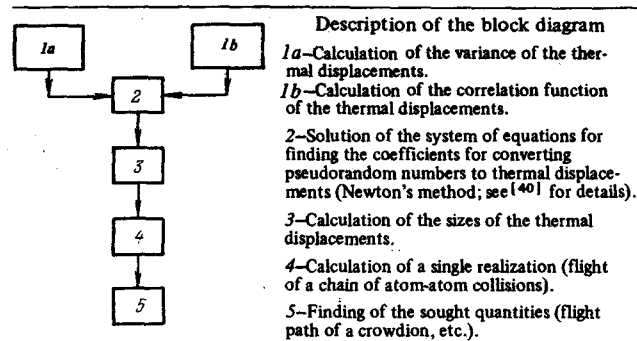 1a
1b
2
3
4
5
Description of the block diagram
1a—Calculation of the variance of the ther-
mal displacements.
1b—Calculation of the correlation function
of the thermal displacements.
2—Solution of the system of equations for
finding the coefficients for converting
pseudorandom numbers to thermal displace-
ments (Newton's method; see [40] for details).
3—Calculation of the sizes of the thermal
displacements.
4—Calculation of a single realization (flight
of a chain of atom-atom collisions).
5—Finding of the sought quantities (flight
path of a crowdion, etc.).